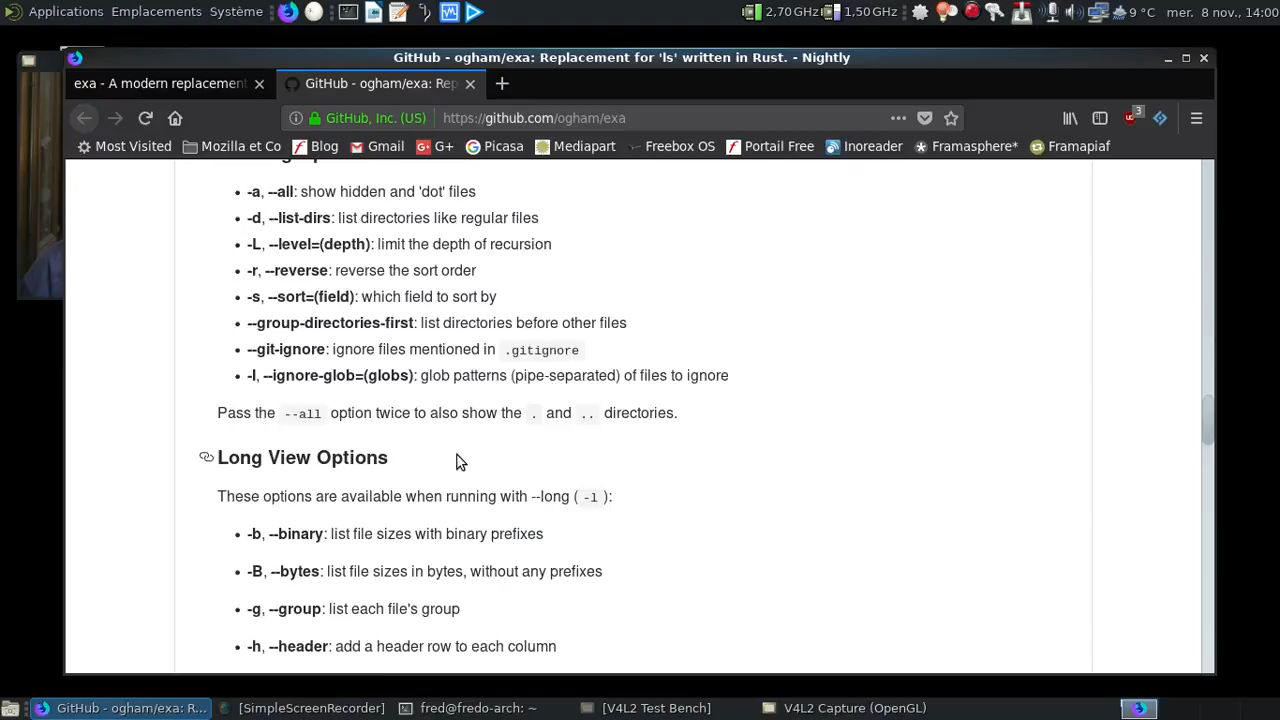 Applications Emplacements Système 2,70 GHz 1,50 GHz 9 °C mer. 8 nov., 14:00
GitHub - ogham/exa: Replacement for 'ls' written in Rust. - Nightly
exa - A modern replacement GitHub - ogham/exa: Rep
GitHub, Inc. (US) https://github.com/ogham/exa 3
Most Visited Mozilla et Co Blog Gmail G+ Picasa Mediapart Freebox OS Portail Free Inoreader Framasphere* Framapiaf
-a, --all: show hidden and 'dot' files
-d, --list-dirs: list directories like regular files
-L, --level=(depth): limit the depth of recursion
-r, --reverse: reverse the sort order
-s, --sort=(field): which field to sort by
--group-directories-first: list directories before other files
--git-ignore: ignore files mentioned in .gitignore
-I, --ignore-glob=(globs): glob patterns (pipe-separated) of files to ignore
Pass the --all option twice to also show the . and .. directories.
Long View Options
These options are available when running with --long ( -l ):
-b, --binary: list file sizes with binary prefixes
-B, --bytes: list file sizes in bytes, without any prefixes
-g, --group: list each file's group
-h, --header: add a header row to each column
GitHub - ogham/exa: R... [SimpleScreenRecorder] fred@fredo-arch: ~ [V4L2 Test Bench] V4L2 Capture (OpenGL)